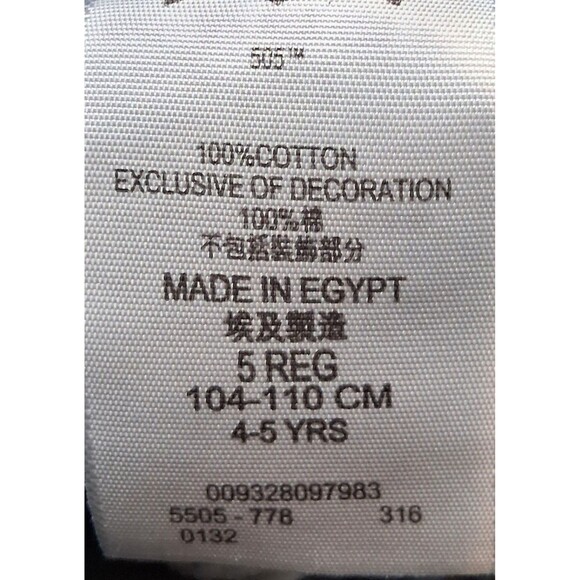 505™
100%COTTON
EXCLUSIVE OF DECORATION
100%棉
不包括裝飾部分
MADE IN EGYPT
埃及製造
5 REG
104-110 CM
4-5 YRS
009328097983
5505 - 778 316
0132